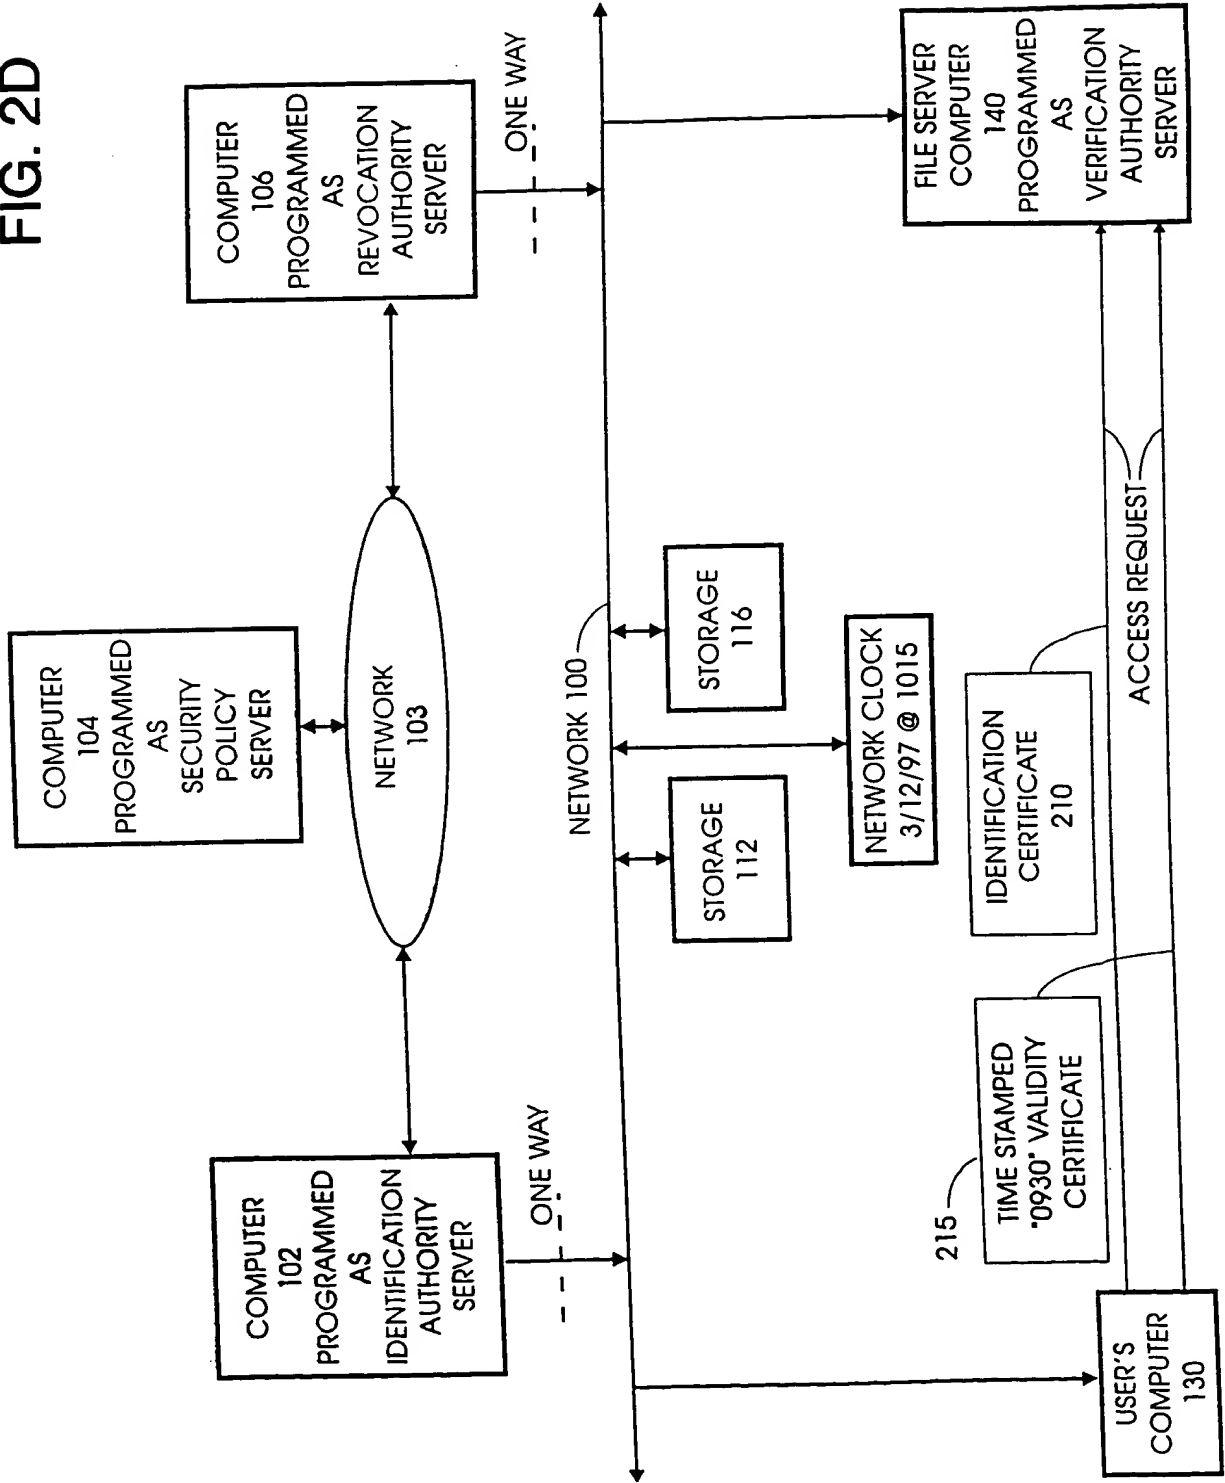 FIG. 2D
COMPUTER
104
PROGRAMMED
AS
SECURITY
POLICY
SERVER
COMPUTER
102
PROGRAMMED
AS
IDENTIFICATION
AUTHORITY
SERVER
NETWORK
103
COMPUTER
106
PROGRAMMED
AS
REVOCATION
AUTHORITY
SERVER
ONE WAY
ONE WAY
NETWORK 100
STORAGE
112
STORAGE
116
NETWORK CLOCK
3/12/97 @ 1015
215
TIME STAMPED
"0930" VALIDITY
CERTIFICATE
IDENTIFICATION
CERTIFICATE
210
ACCESS REQUEST
USER'S
COMPUTER
130
FILE SERVER
COMPUTER
140
PROGRAMMED
AS
VERIFICATION
AUTHORITY
SERVER